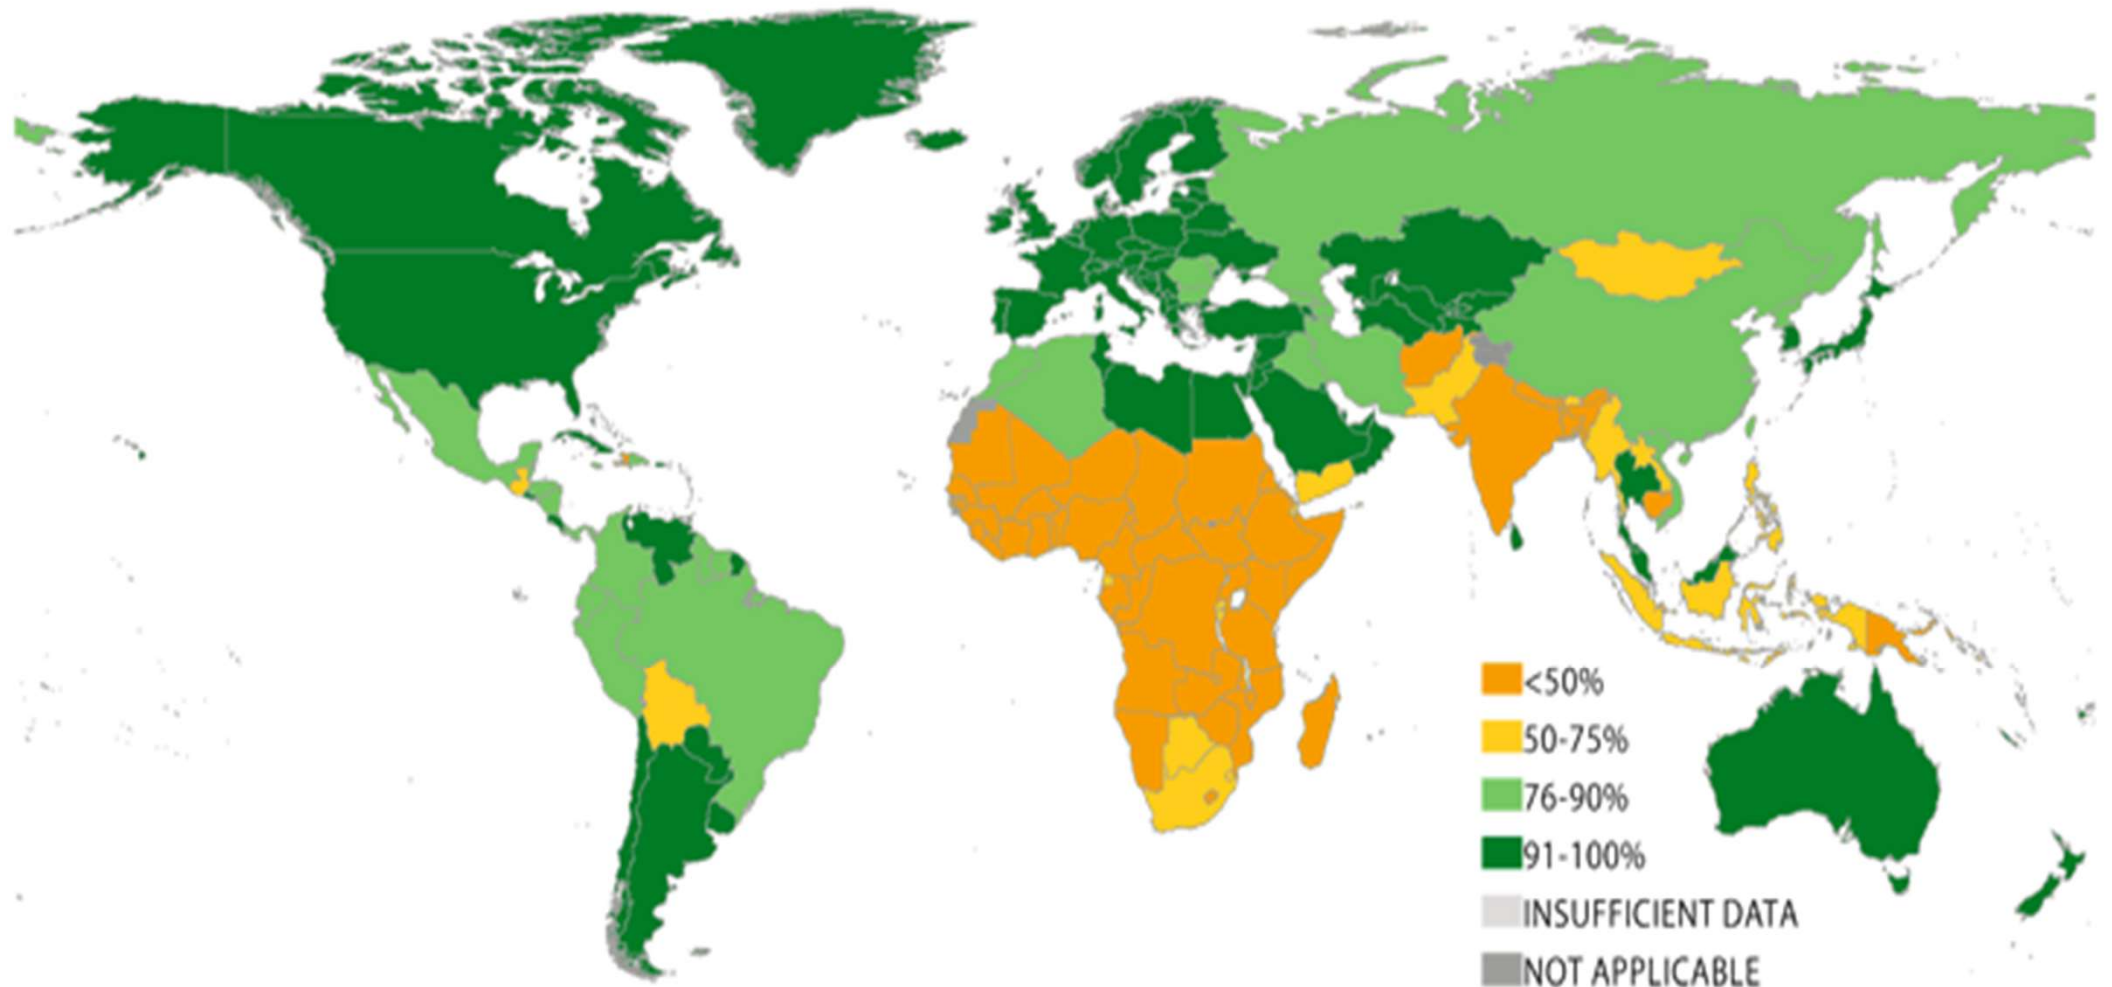 <50%
50-75%
76-90%
91-100%
INSUFFICIENT DATA
NOT APPLICABLE